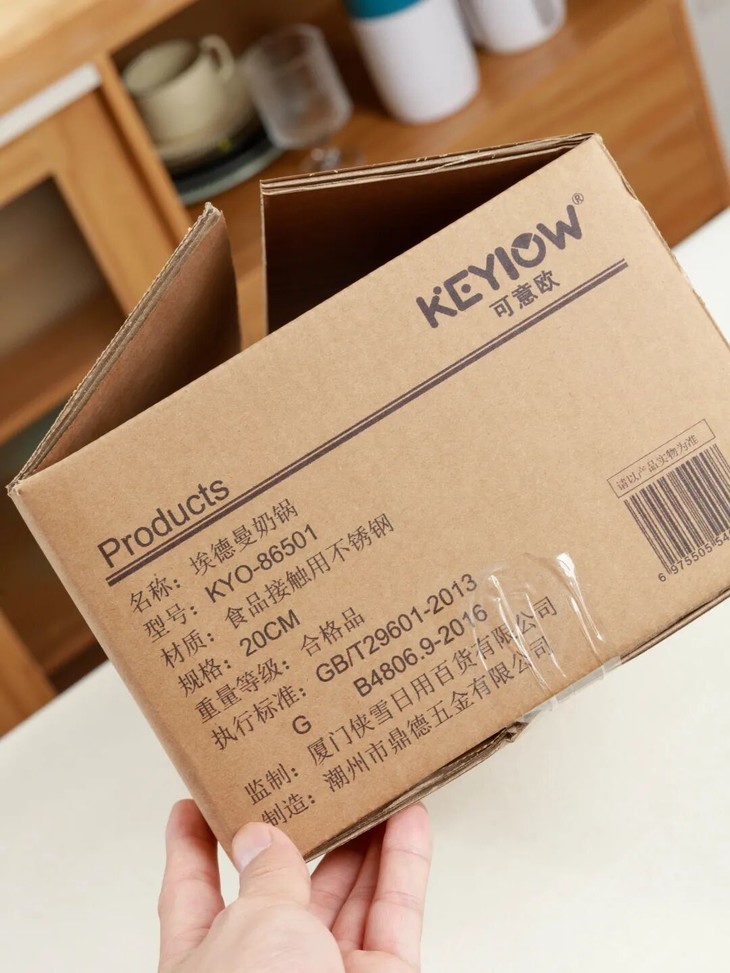 KEYIOW®
可意欧
Products
名称：埃德曼奶锅
型号：KYO-86501
材质：食品接触用不锈钢
规格：20CM
重量等级：合格品
执行标准：GB/T29601-2013
G B4806.9-2016
监制：厦门侠雪日用百货有限公司
制造：潮州市鼎德五金有限公司
请以产品实物为准
6 975505 54